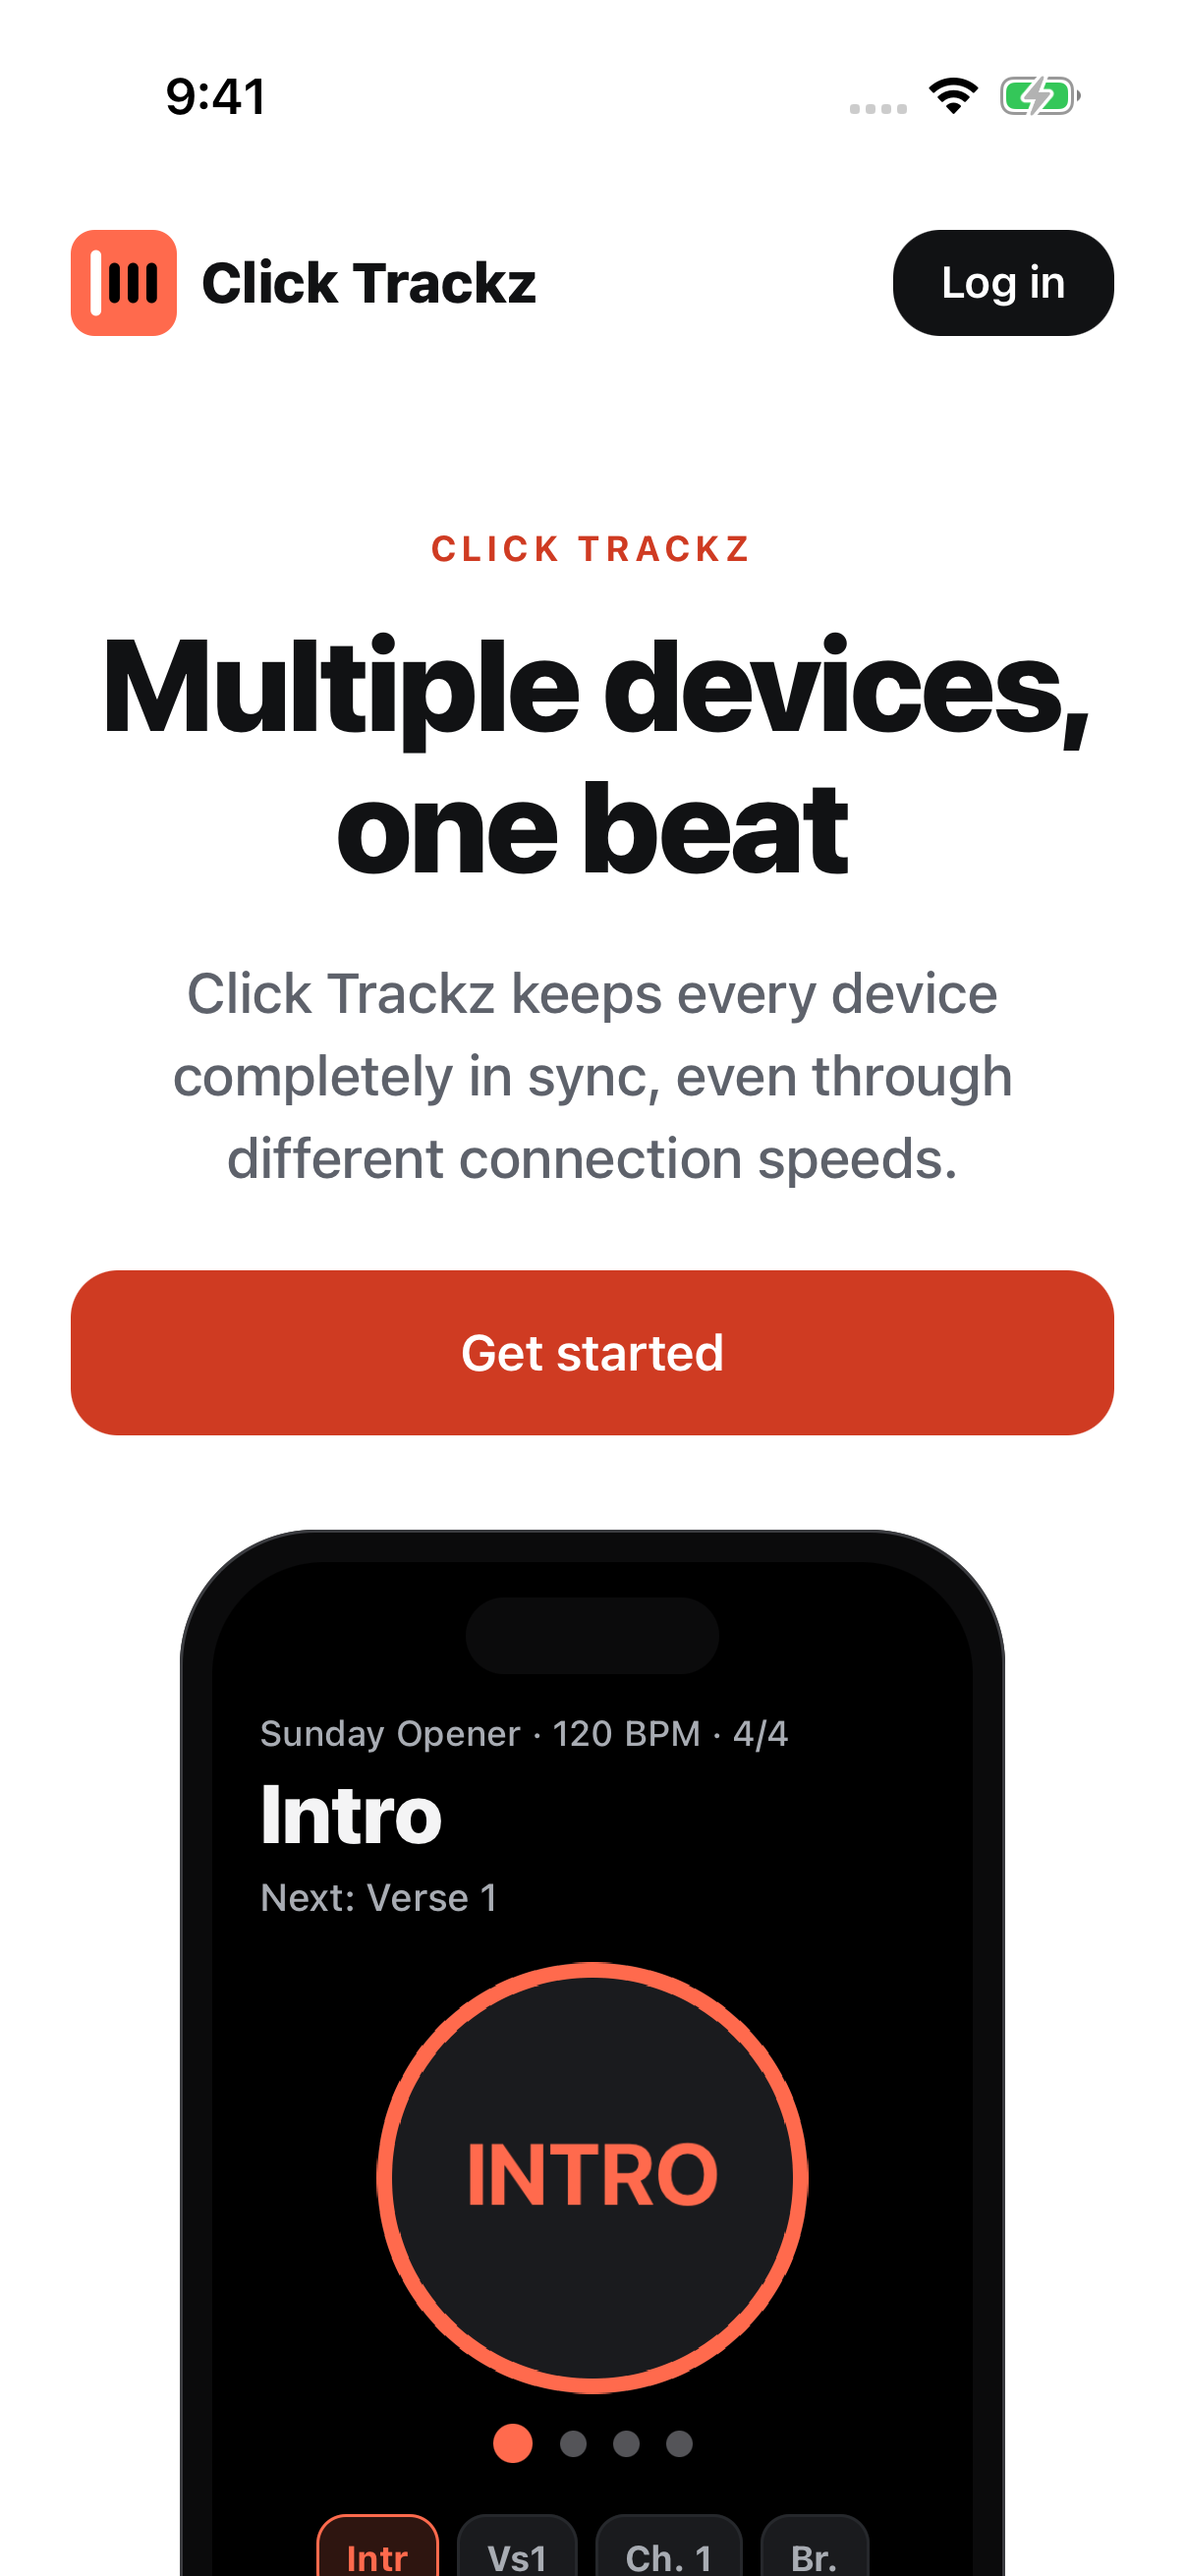 9:41
Click Trackz
Log in
CLICK TRACKZ
Multiple devices,
one beat
Click Trackz keeps every device
completely in sync, even through
different connection speeds.
Get started
Sunday Opener · 120 BPM · 4/4
Intro
Next: Verse 1
INTRO
Intr Vs1 Ch. 1 Br.